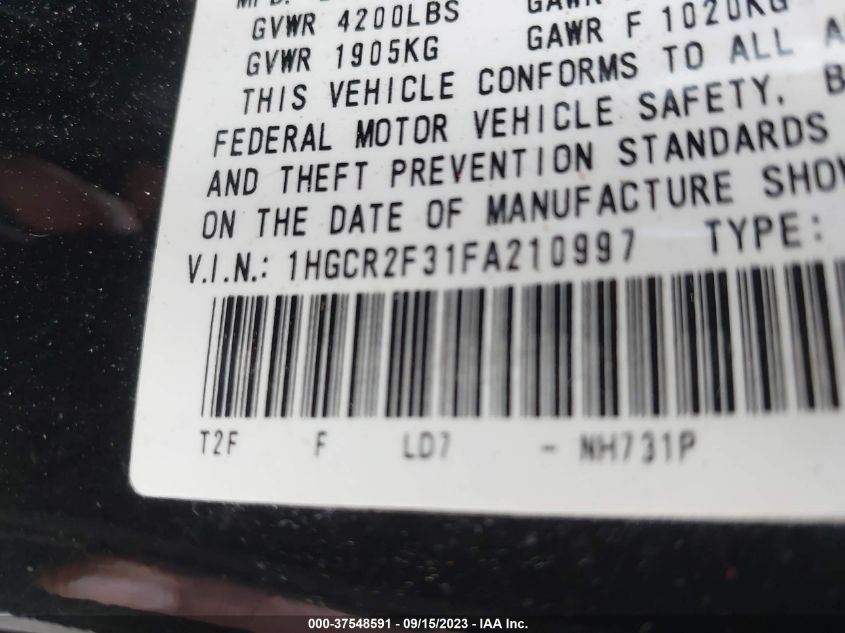 GVWR 4200LBS
GVWR 1905KG GAWR F 1020KG
THIS VEHICLE CONFORMS TO ALL
FEDERAL MOTOR VEHICLE SAFETY,
AND THEFT PREVENTION STANDARDS
ON THE DATE OF MANUFACTURE
V.I.N.: 1HGCR2F31FA210997 TYPE:
T2F F LD7 - NH731P
000-37548591 - 09/15/2023 - IAA Inc.